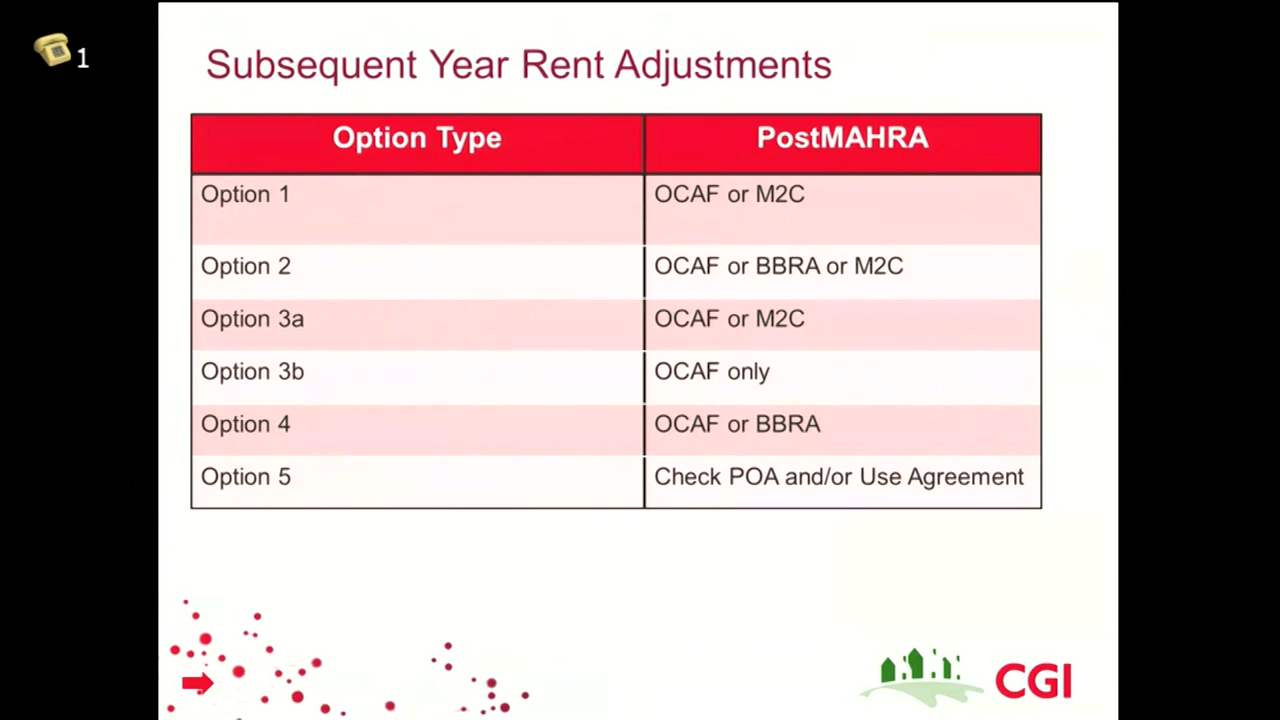 1
Subsequent Year Rent Adjustments
Option Type PostMAHRA
Option 1 OCAF or M2C
Option 2 OCAF or BBRA or M2C
Option 3a OCAF or M2C
Option 3b OCAF only
Option 4 OCAF or BBRA
Option 5 Check POA and/or Use Agreement
CGI